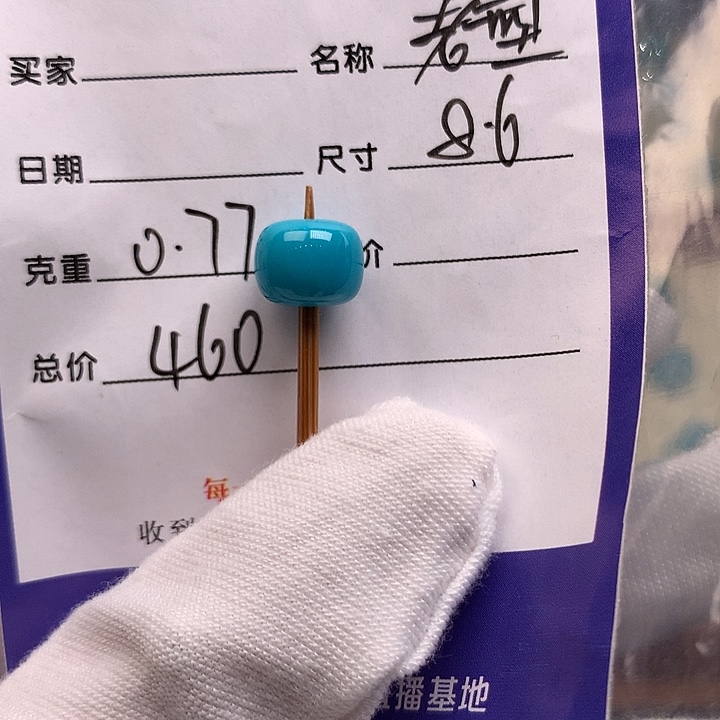 买家 名称 老型
日期 尺寸 8.6
克重 0.77 价
总价 460
每
收到
播基地